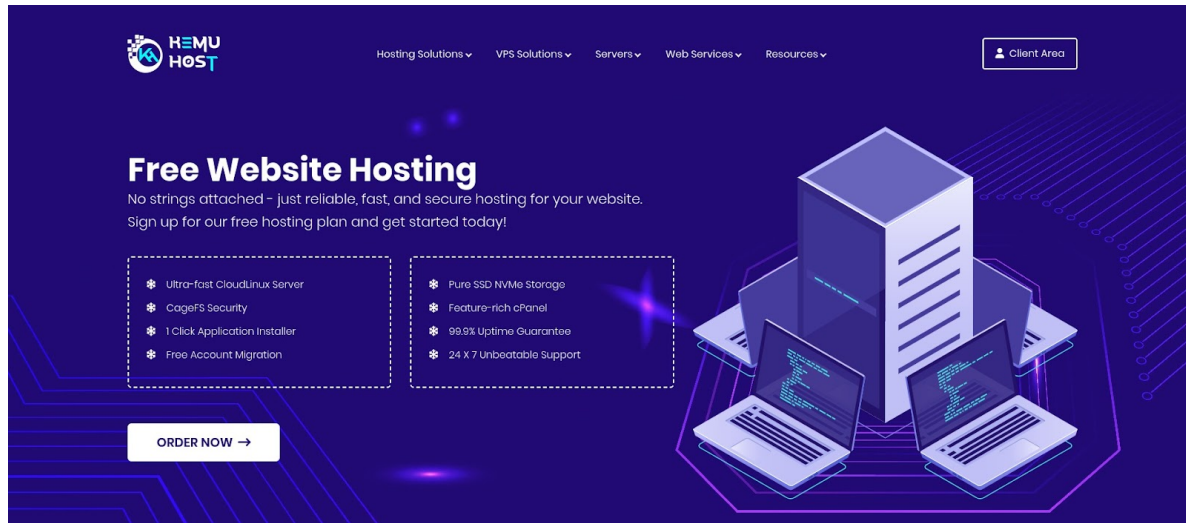 KEMU
HOST
Hosting Solutions
VPS Solutions
Servers
Web Services
Resources
Client Area
Free Website Hosting
No strings attached - just reliable, fast, and secure hosting for your website.
Sign up for our free hosting plan and get started today!
Ultra-fast CloudLinux Server
CageFS Security
1 Click Application Installer
Free Account Migration
Pure SSD NVMe Storage
Feature-rich cPanel
99.9% Uptime Guarantee
24 X 7 Unbeatable Support
ORDER NOW →